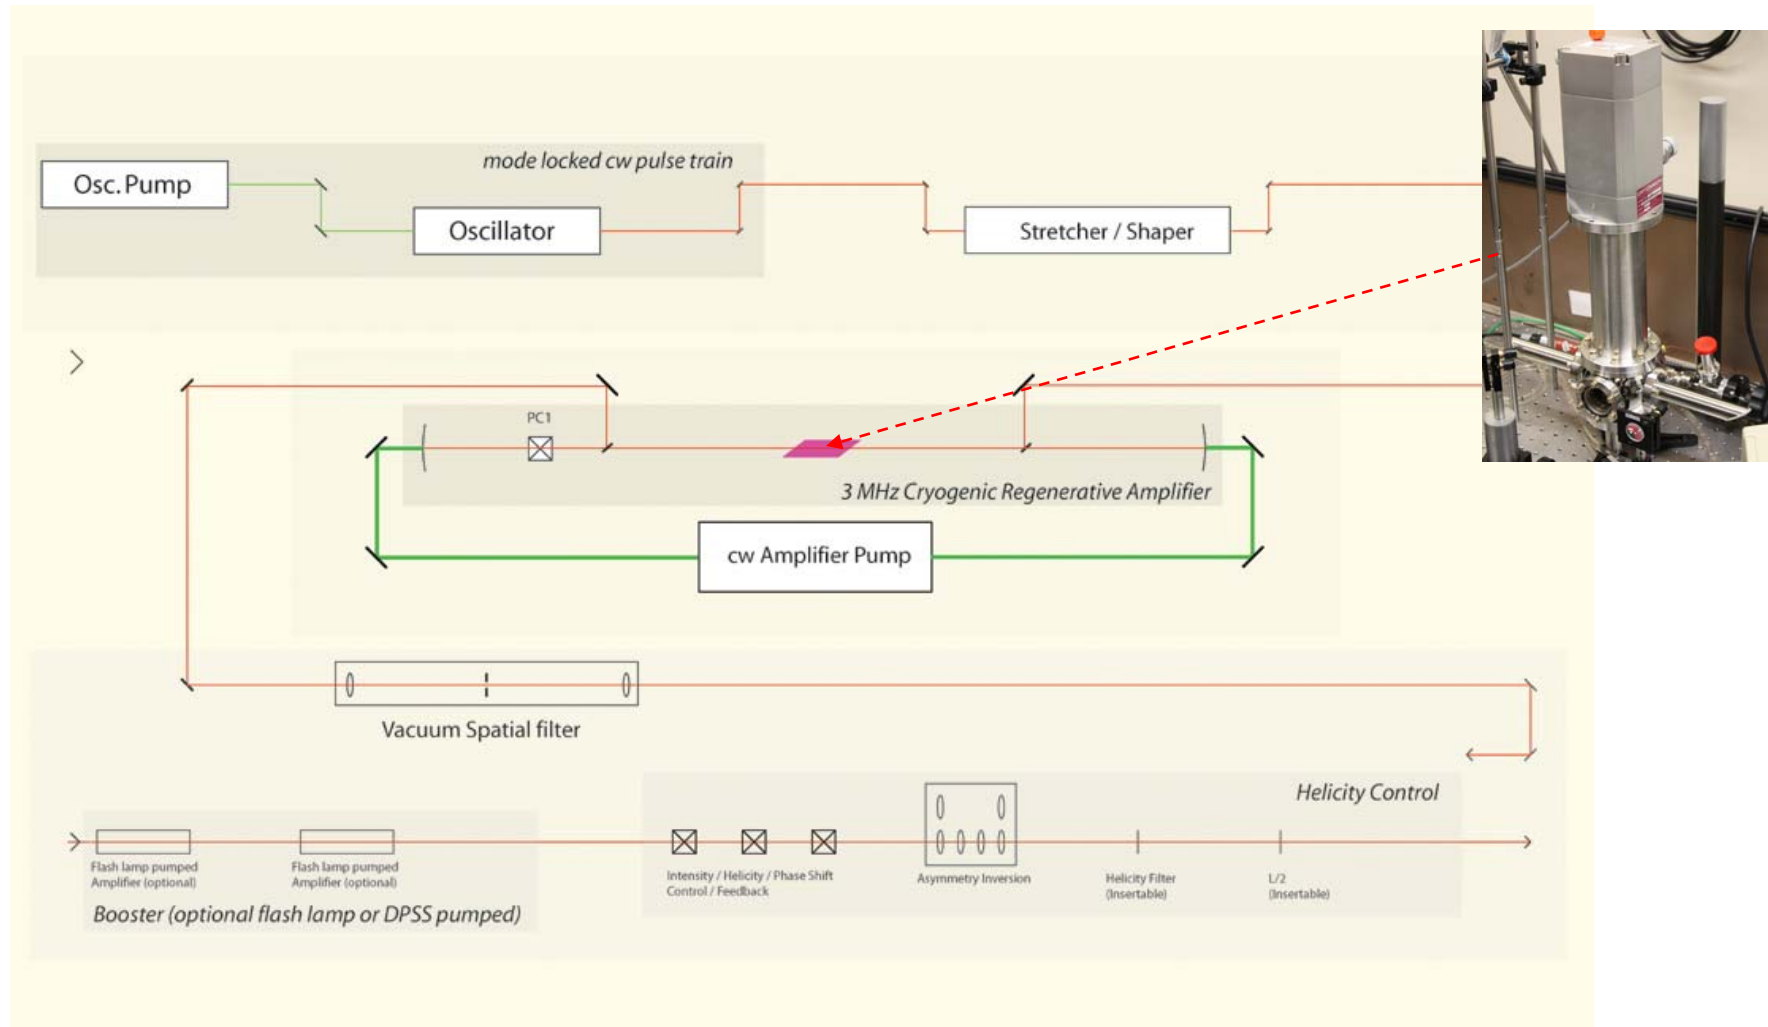 mode locked cw pulse train
Osc. Pump
Oscillator
Stretcher / Shaper
PC1
3 MHz Cryogenic Regenerative Amplifier
cw Amplifier Pump
Vacuum Spatial filter
Helicity Control
Flash lamp pumped
Amplifier (optional)
Flash lamp pumped
Amplifier (optional)
Booster (optional flash lamp or DPSS pumped)
Intensity / Helicity / Phase Shift
Control / Feedback
Asymmetry Inversion
Helicity Filter
(Insertable)
L/2
(Insertable)